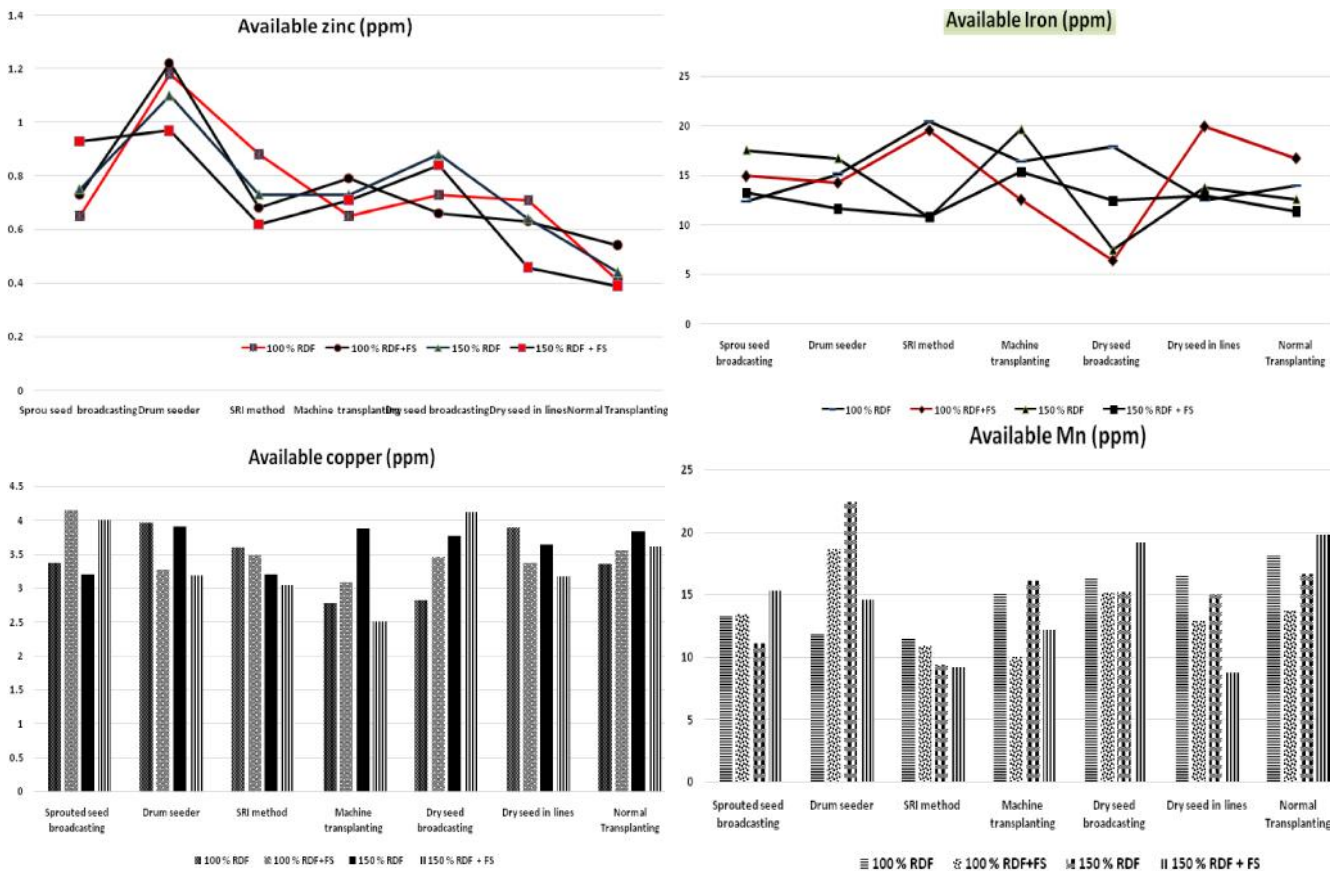 Available zinc (ppm)
1.4
1.2
1
0.8
0.6
0.4
0.2
0
100 % RDF 100 % RDF+FS 150 % RDF 150 % RDF + FS
Sprou seed broadcasting Drum seeder SRI method Machine transplanting Dry seed broadcasting Dry seed in lines Normal Transplanting
Available Iron (ppm)
25
20
15
10
5
0
Sprou seed Drum seeder SRI method Machine Dry seed Dry seed in lines Normal
broadcasting transplanting broadcasting Transplanting
100 % RDF 100 % RDF+FS 150 % RDF 150 % RDF + FS
Available copper (ppm)
4.5
4
3.5
3
2.5
2
1.5
1
0.5
0
Sprouted seed Drum seeder SRI method Machine Dry seed Dry seed in lines Normal
broadcasting transplanting broadcasting Transplanting
100 % RDF 100 % RDF+FS 150 % RDF 150 % RDF + FS
Available Mn (ppm)
25
20
15
10
5
0
Sprouted seed Drum seeder SRI method Machine Dry seed Dry seed in lines Normal
broadcasting transplanting broadcasting Transplanting
100 % RDF 100 % RDF+FS 150 % RDF 150 % RDF + FS